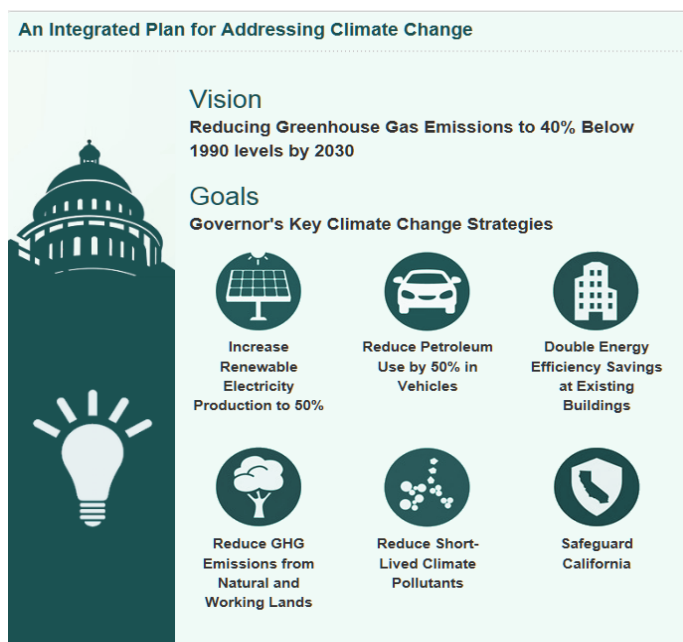 An Integrated Plan for Addressing Climate Change
Vision
Reducing Greenhouse Gas Emissions to 40% Below
1990 levels by 2030
Goals
Governor's Key Climate Change Strategies
Increase
Renewable
Electricity
Production to 50%
Reduce Petroleum
Use by 50% in
Vehicles
Double Energy
Efficiency Savings
at Existing
Buildings
Reduce GHG
Emissions from
Natural and
Working Lands
Reduce Short-
Lived Climate
Pollutants
Safeguard
California